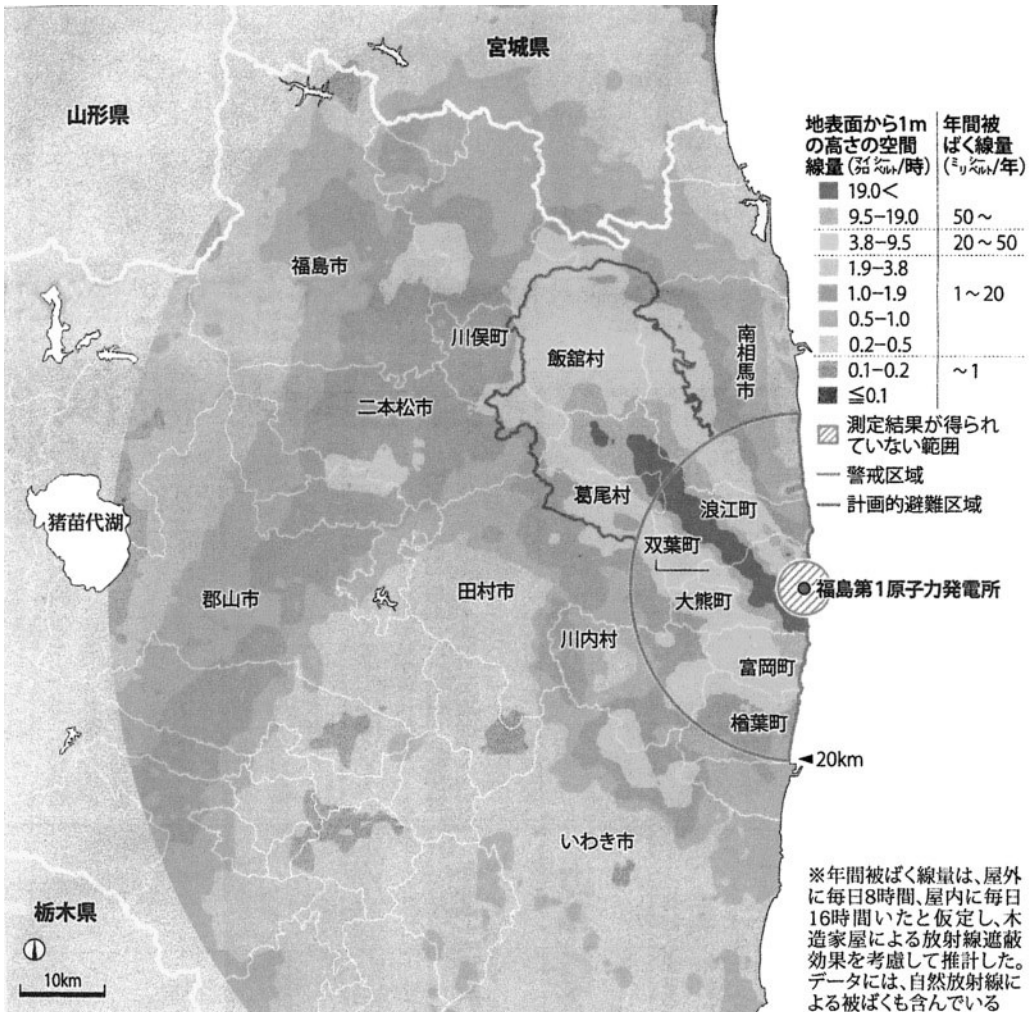 宮城県
山形県
福島市
川俣町
飯舘村
南相馬市
二本松市
葛尾村
浪江町
双葉町
猪苗代湖
福島第1原子力発電所
郡山市
田村市
大熊町
川内村
富岡町
楢葉町
20km
いわき市
栃木県
10km
地表面から1m
の高さの空間
線量(マイクロシーベルト/時)
年間被
ばく線量
(ミリシーベルト/年)
19.0<
9.5−19.0 50〜
3.8−9.5 20〜50
1.9−3.8
1.0−1.9 1〜20
0.5−1.0
0.2−0.5
0.1−0.2 〜1
≦0.1
測定結果が得られ
ていない範囲
警戒区域
計画的避難区域
※年間被ばく線量は、屋外
に毎日8時間、屋内に毎日
16時間いたと仮定し、木
造家屋による放射線遮蔽
効果を考慮して推計した。
データには、自然放射線に
よる被ばくも含んでいる